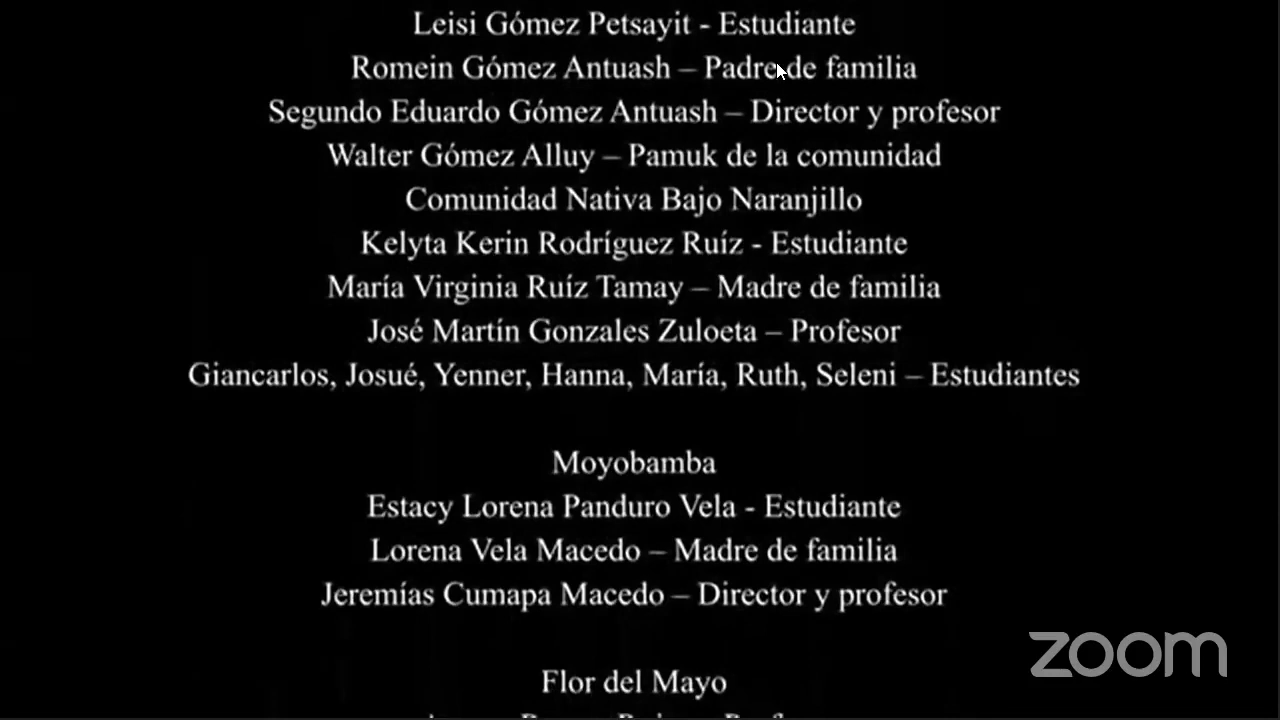 Leisi Gómez Petsayit - Estudiante
Romein Gómez Antuash – Padre de familia
Segundo Eduardo Gómez Antuash – Director y profesor
Walter Gómez Alluy – Pamuk de la comunidad
Comunidad Nativa Bajo Naranjillo
Kelyta Kerin Rodríguez Ruíz - Estudiante
María Virginia Ruíz Tamay – Madre de familia
José Martín Gonzales Zuloeta – Profesor
Giancarlos, Josué, Yenner, Hanna, María, Ruth, Seleni – Estudiantes
Moyobamba
Estacy Lorena Panduro Vela - Estudiante
Lorena Vela Macedo – Madre de familia
Jeremías Cumapa Macedo – Director y profesor
Flor del Mayo
zoom